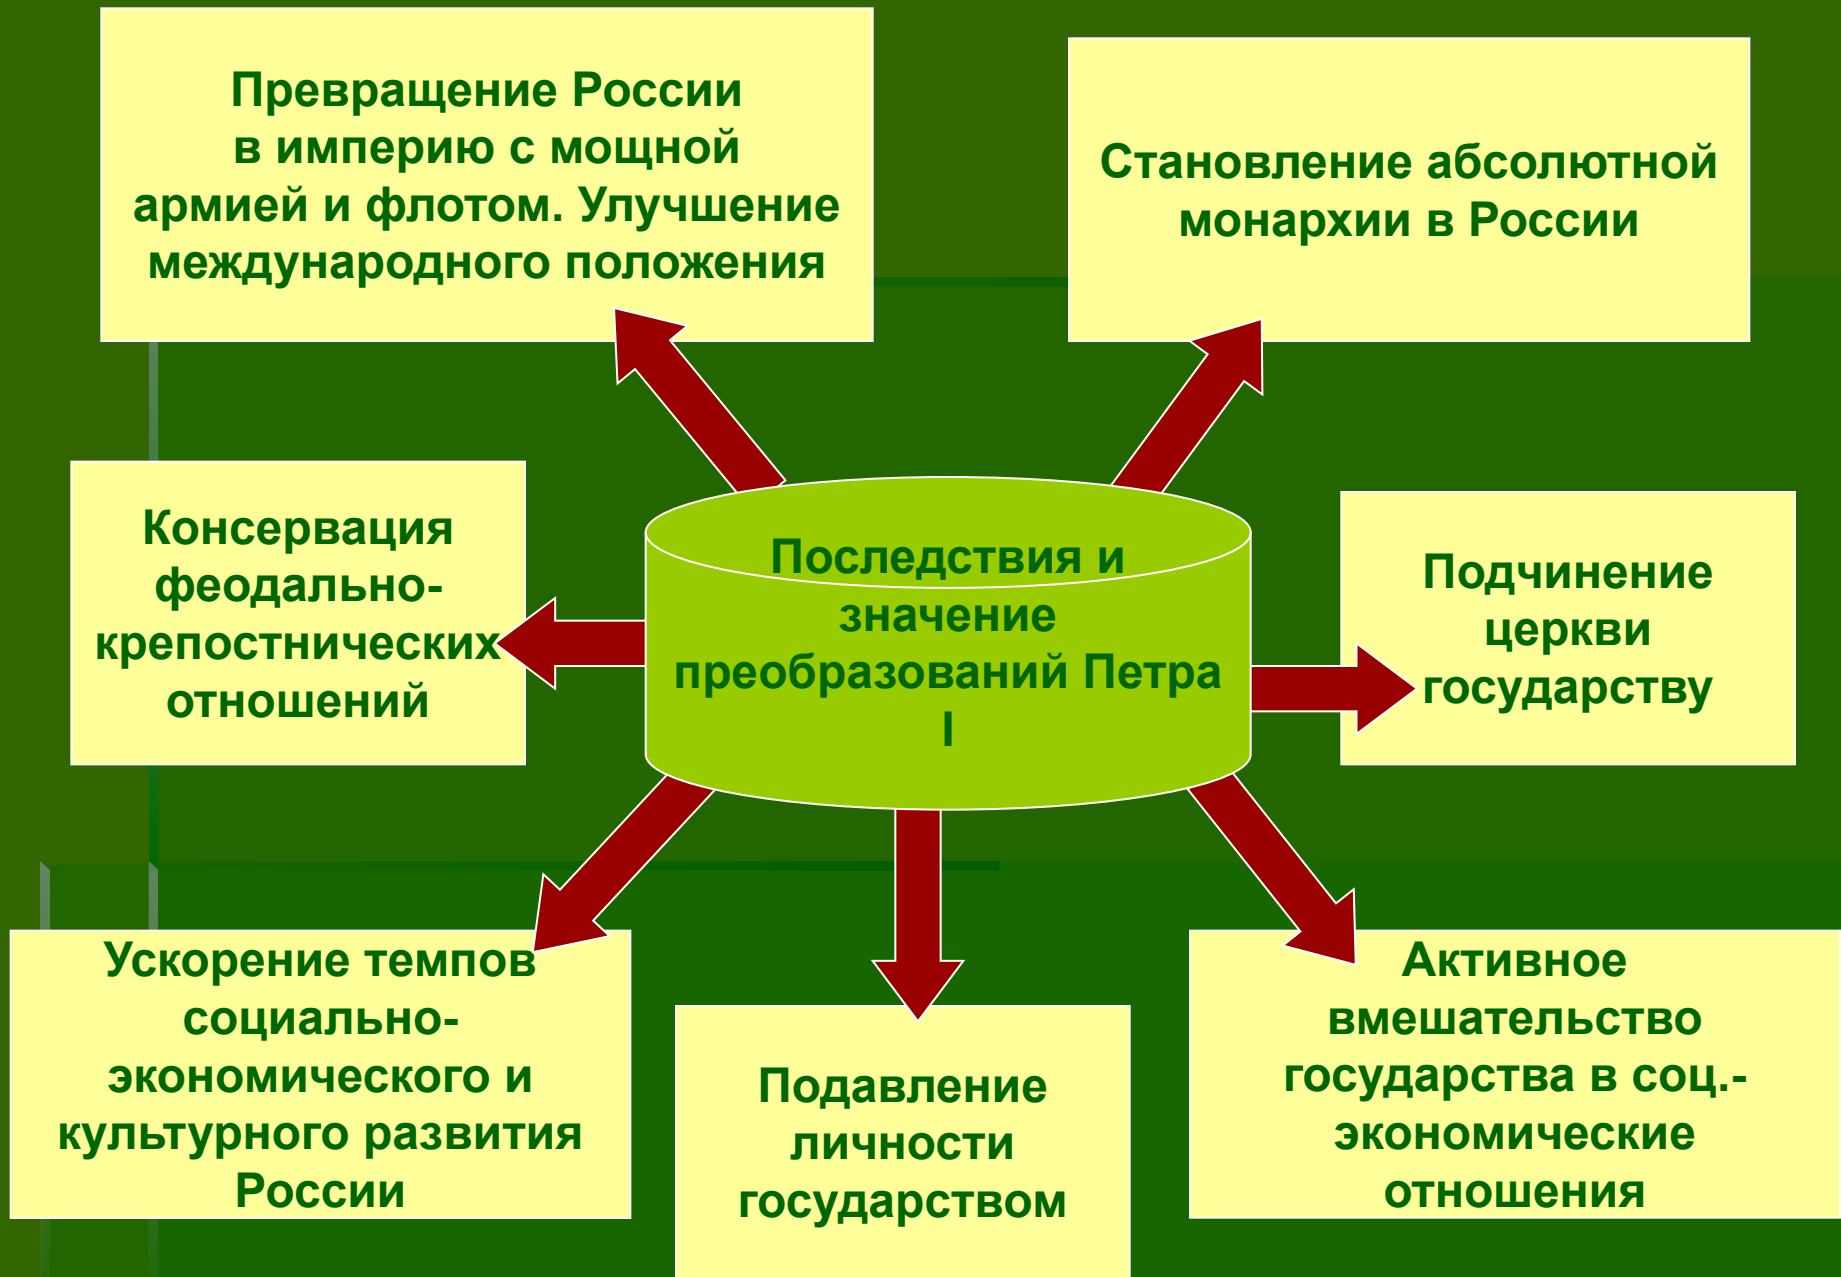 Превращение России
в империю с мощной
армией и флотом. Улучшение
международного положения
Становление абсолютной
монархии в России
Консервация
феодально-
крепостнических
отношений
Последствия и
значение
преобразований Петра
I
Подчинение
церкви
государству
Ускорение темпов
социально-
экономического и
культурного развития
России
Подавление
личности
государством
Активное
вмешательство
государства в соц.-
экономические
отношения